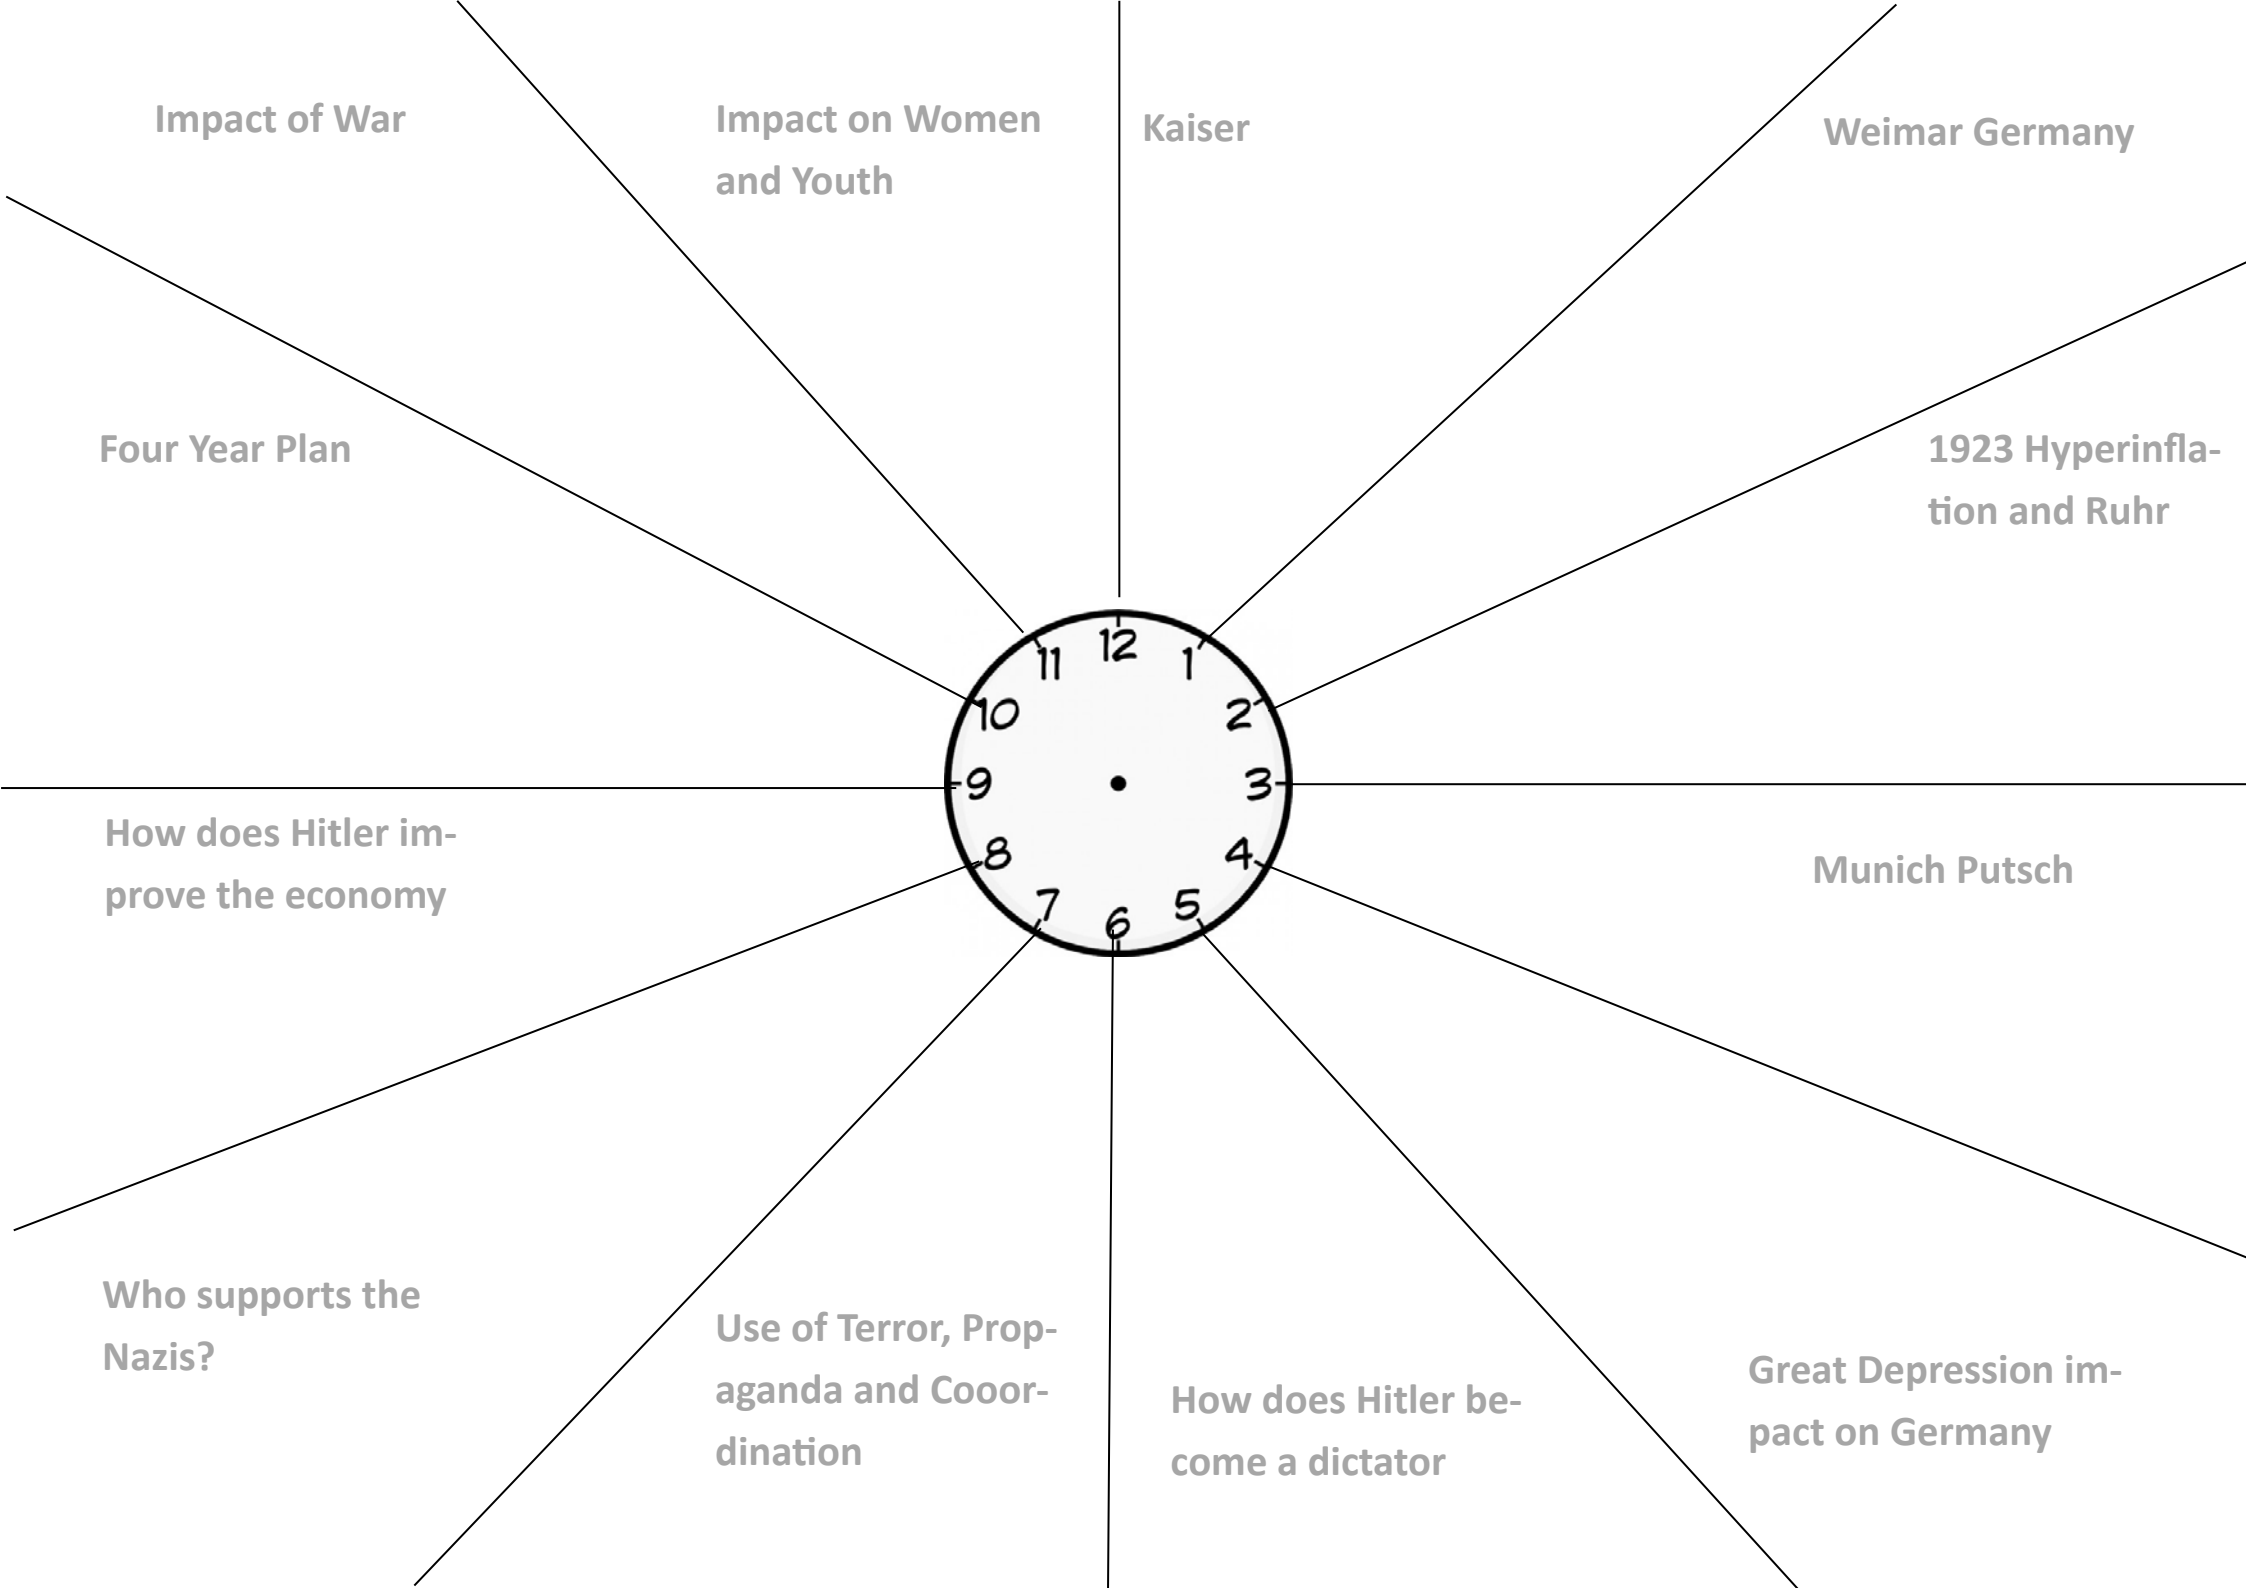 Impact of War
Impact on Women
and Youth
Kaiser
Weimar Germany
Four Year Plan
1923 Hyperinfla-
tion and Ruhr
12
11
1
10
2
9
3
8
4
7
5
6
How does Hitler im-
prove the economy
Munich Putsch
Who supports the
Nazis?
Use of Terror, Prop-
aganda and Cooor-
dination
How does Hitler be-
come a dictator
Great Depression im-
pact on Germany